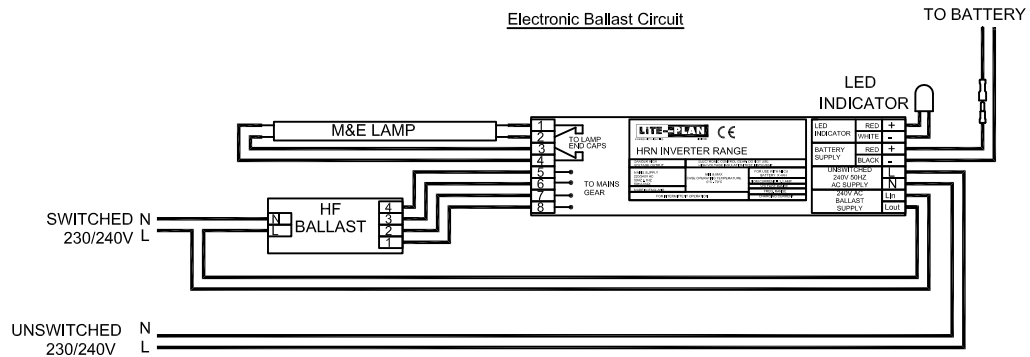 Electronic Ballast Circuit
TO BATTERY
LED
INDICATOR
M&E LAMP
1
2
3
4
5
6
7
8
TO LAMP
END CAPS
TO MAINS
GEAR
LiTE-PLAN CE
HRN INVERTER RANGE
LED
INDICATOR
RED +
WHITE -
BATTERY
SUPPLY
RED +
BLACK -
UNSWITCHED
240V 50HZ
AC SUPPLY
L
N
240V AC
BALLAST
SUPPLY
Lin
Lout
SWITCHED N
230/240V L
N
L
HF
BALLAST
4
3
2
1
UNSWITCHED N
230/240V L